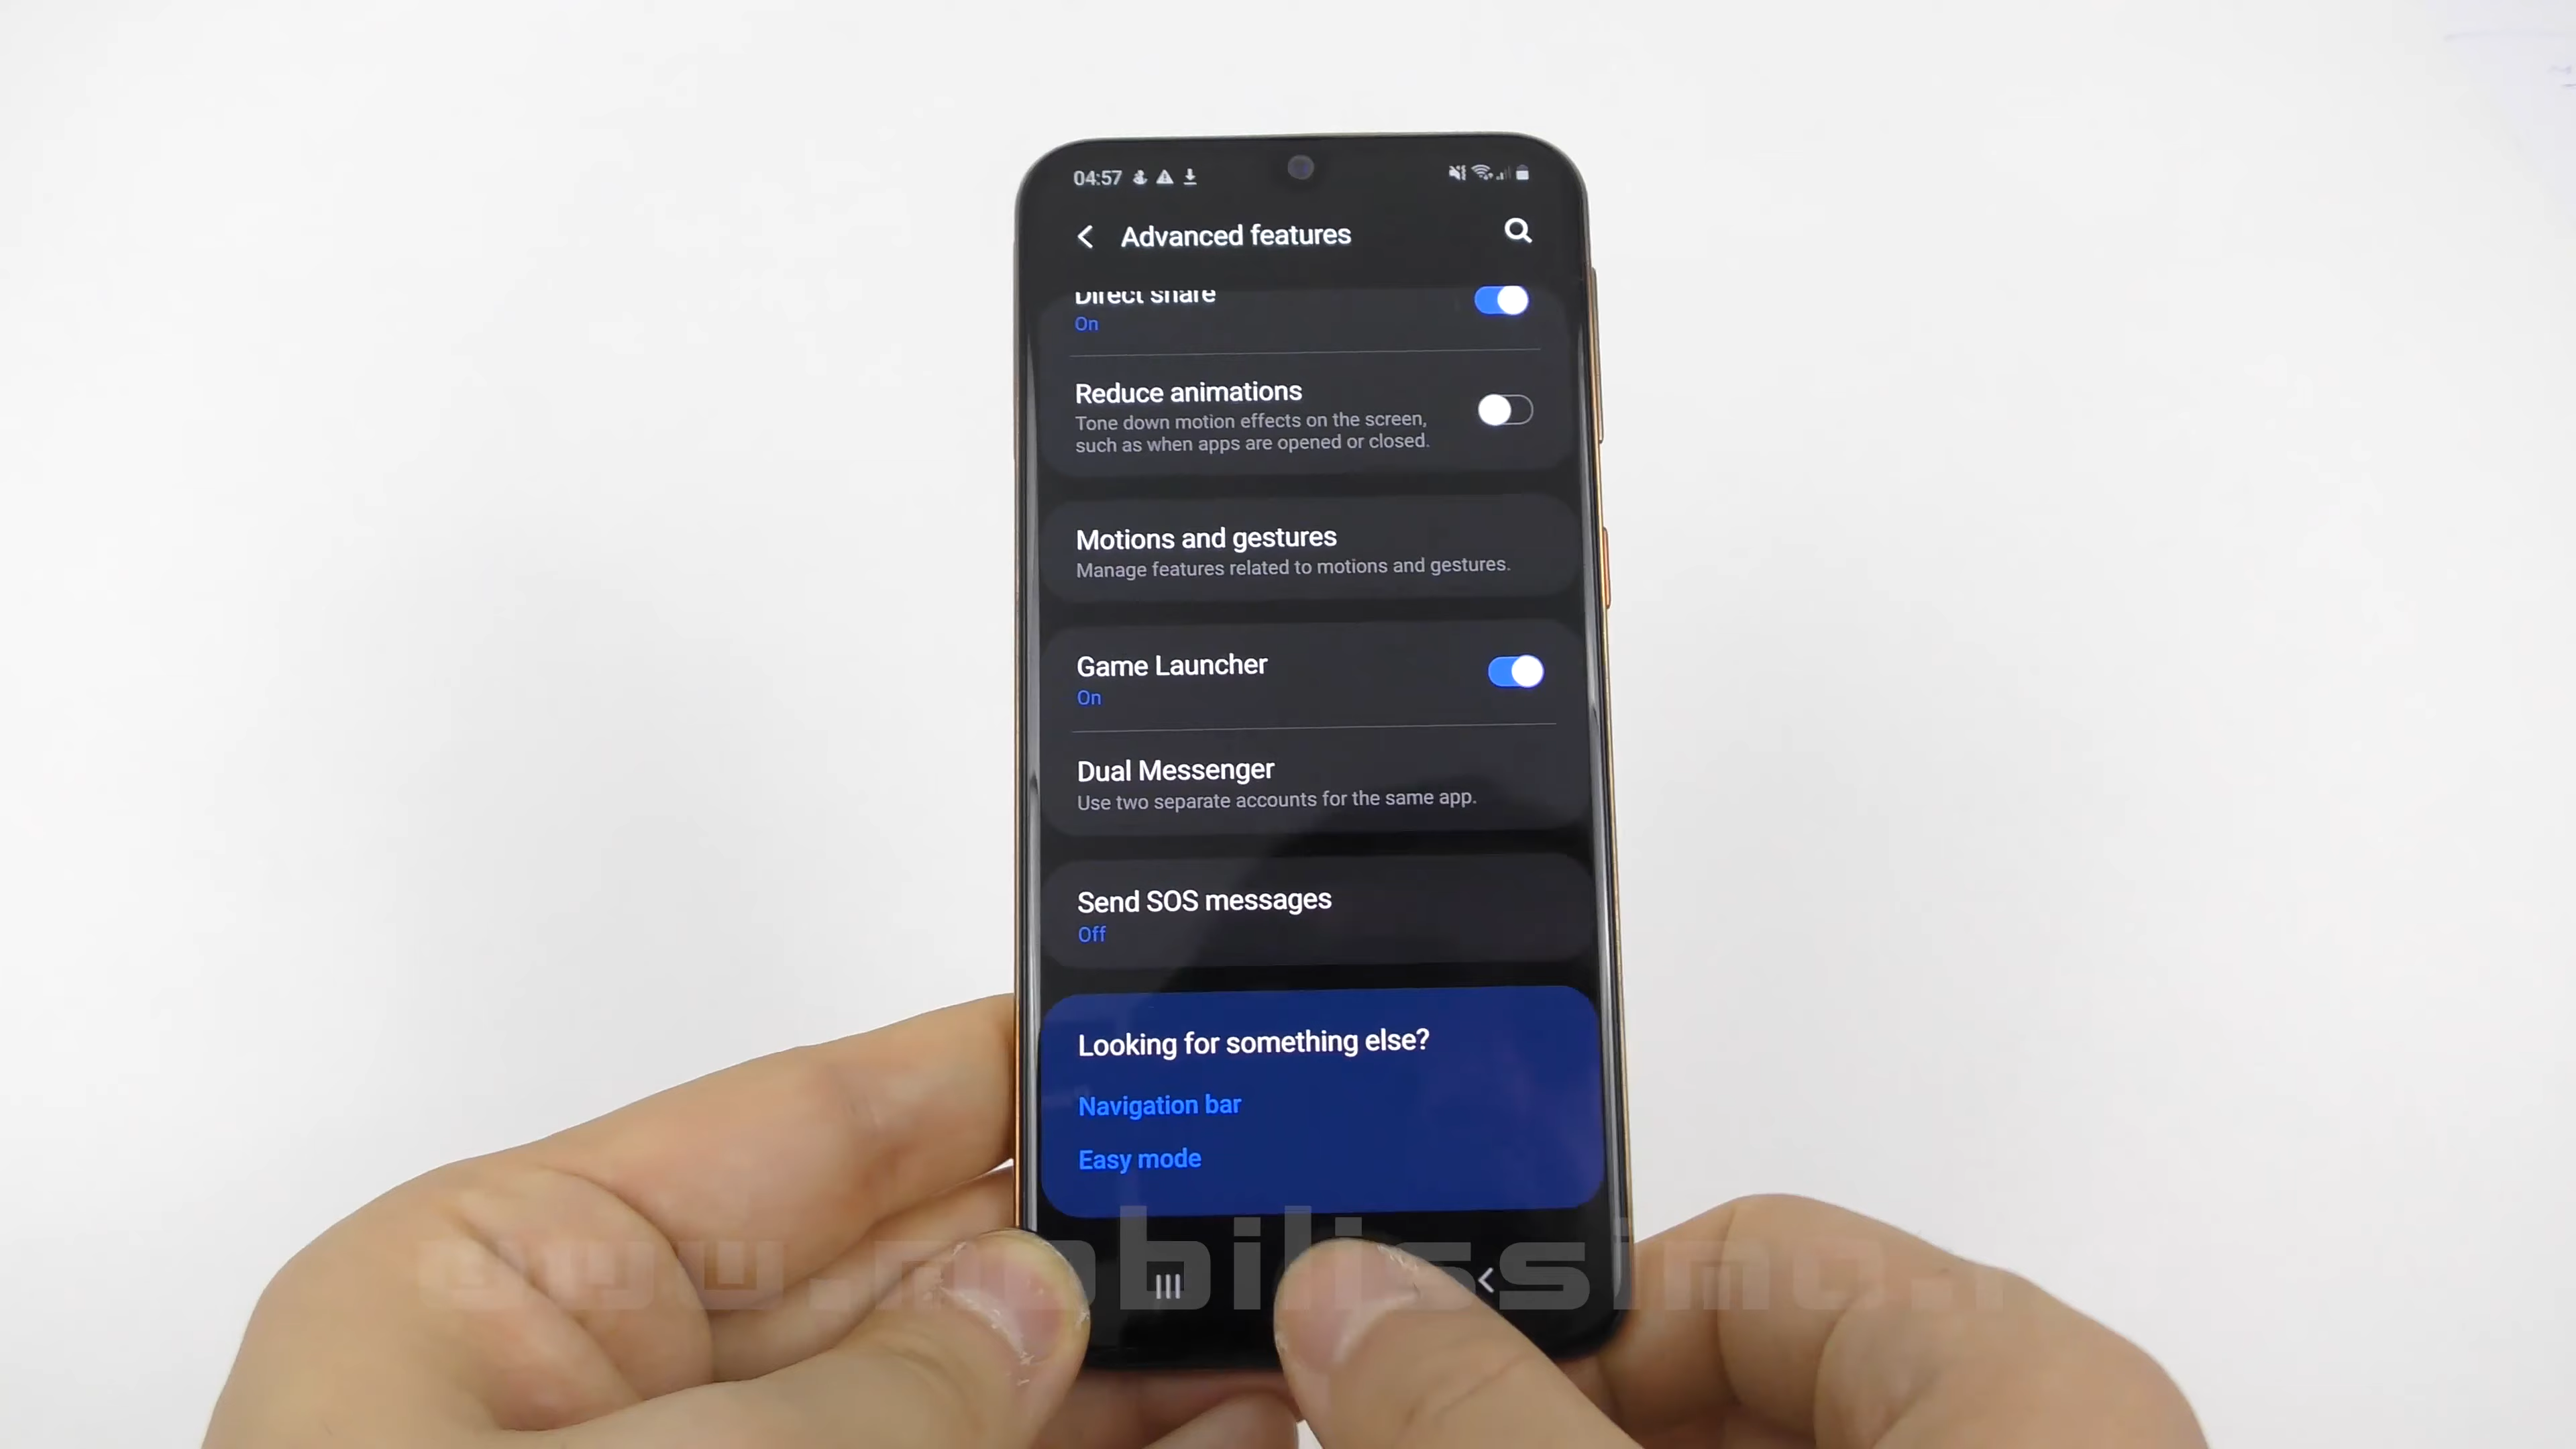 04:57
Advanced features
Direct share
On
Reduce animations
Tone down motion effects on the screen,
such as when apps are opened or closed.
Motions and gestures
Manage features related to motions and gestures.
Game Launcher
On
Dual Messenger
Use two separate accounts for the same app.
Send SOS messages
Off
Looking for something else?
Navigation bar
Easy mode
www.mobilissimo.r